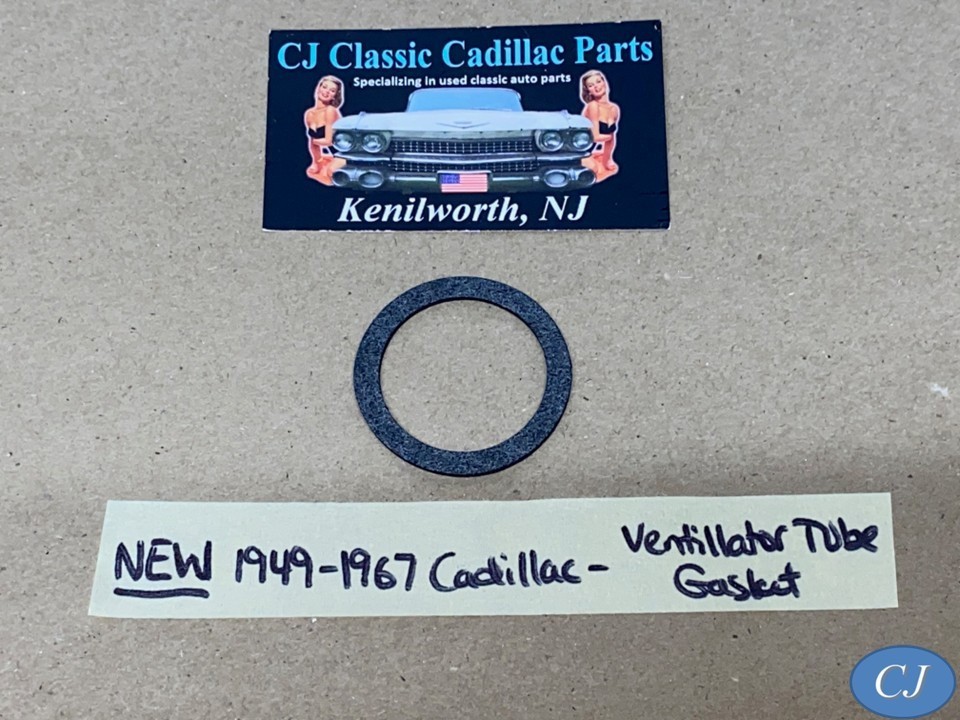 CJ Classic Cadillac Parts
Specializing in used classic auto parts
Kenilworth, NJ
NEW 1949-1967 Cadillac- Ventillator Tube
Gasket
CJ